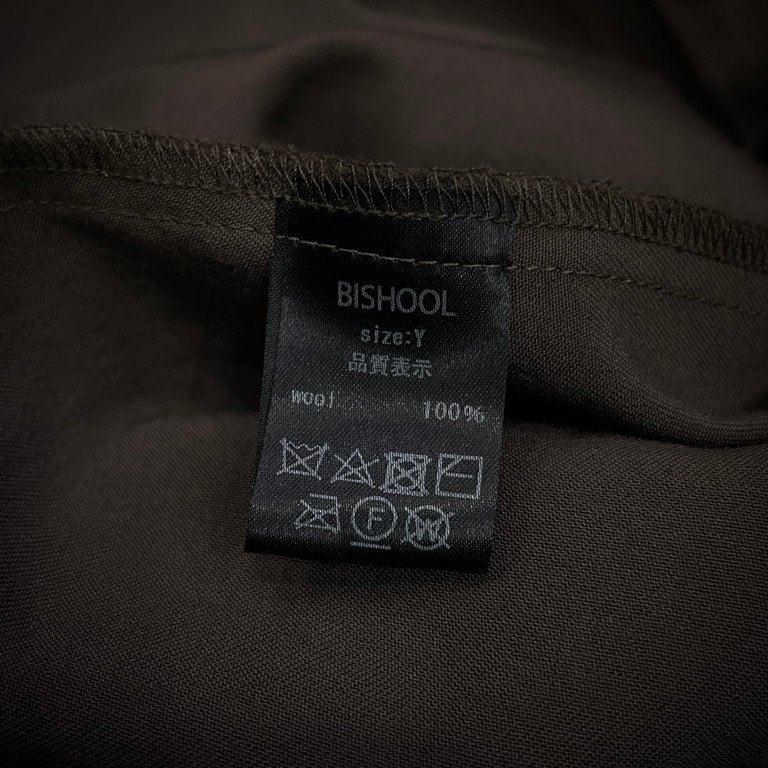 BISHOOL
size:Y
品質表示
wool 100%
F
W